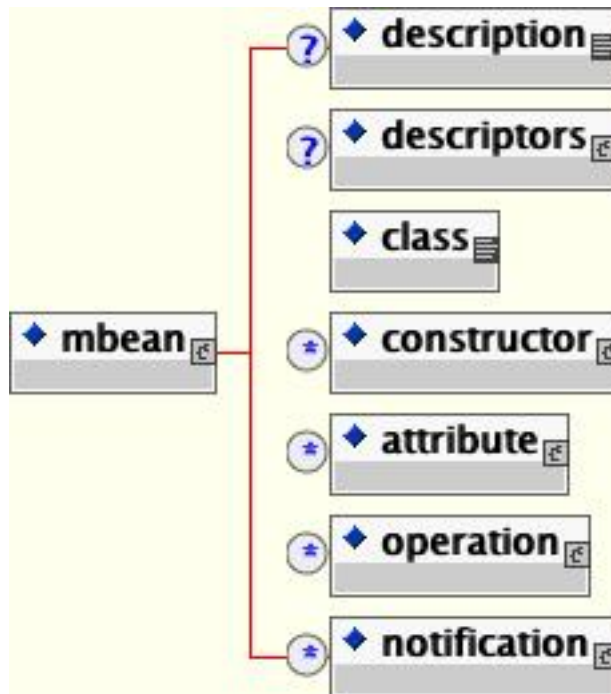 ? description
? descriptors
class
mbean
* constructor
* attribute
* operation
* notification